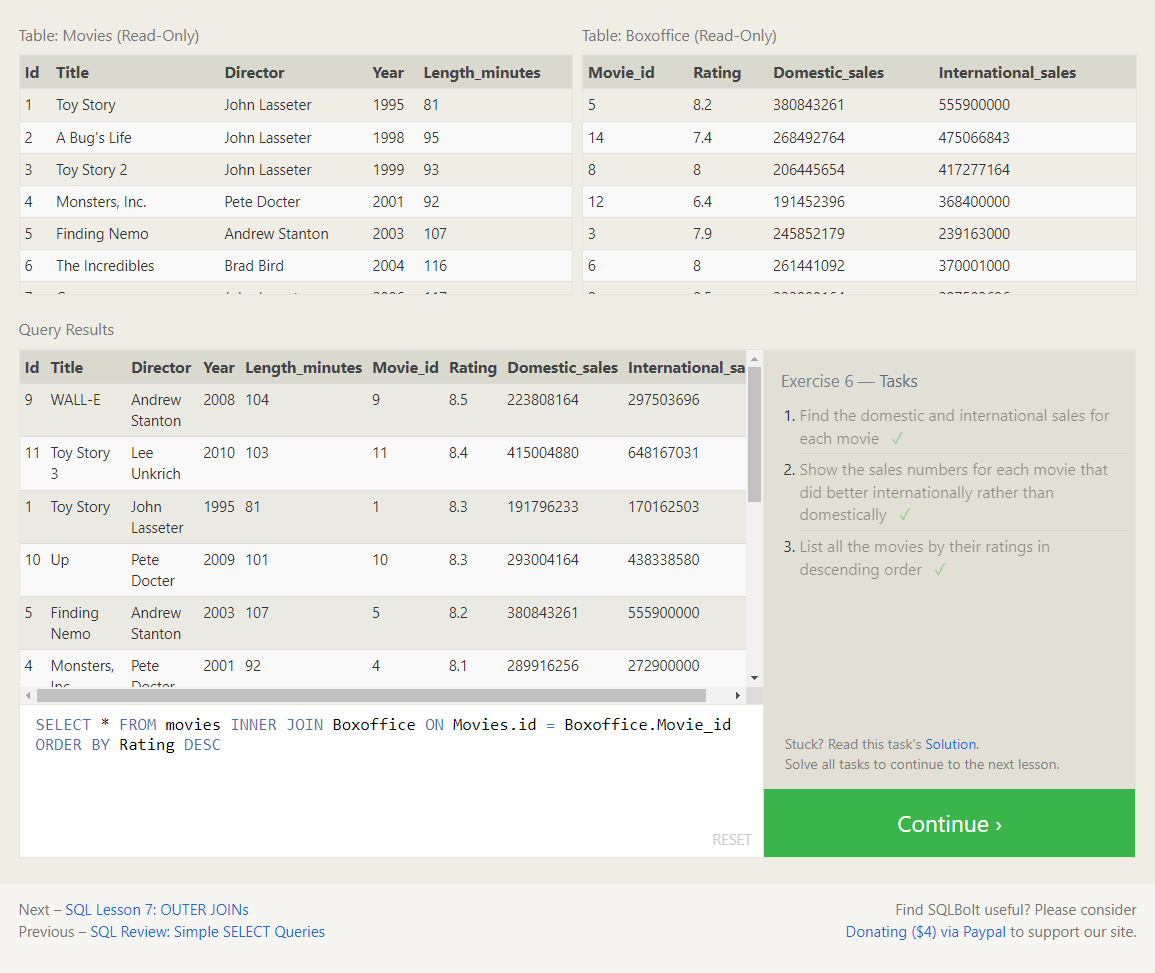 Table: Movies (Read-Only)
Id Title Director Year Length_minutes
1 Toy Story John Lasseter 1995 81
2 A Bug's Life John Lasseter 1998 95
3 Toy Story 2 John Lasseter 1999 93
4 Monsters, Inc. Pete Docter 2001 92
5 Finding Nemo Andrew Stanton 2003 107
6 The Incredibles Brad Bird 2004 116
Table: Boxoffice (Read-Only)
Movie_id Rating Domestic_sales International_sales
5 8.2 380843261 555900000
14 7.4 268492764 475066843
8 8 206445654 417277164
12 6.4 191452396 368400000
3 7.9 245852179 239163000
6 8 261441092 370001000
Query Results
Id Title Director Year Length_minutes Movie_id Rating Domestic_sales International_sa
9 WALL-E Andrew 2008 104 9 8.5 223808164 297503696
Stanton
11 Toy Story Lee 2010 103 11 8.4 415004880 648167031
3 Unkrich
1 Toy Story John 1995 81 1 8.3 191796233 170162503
Lasseter
10 Up Pete 2009 101 10 8.3 293004164 438338580
Docter
5 Finding Andrew 2003 107 5 8.2 380843261 555900000
Nemo Stanton
4 Monsters, Pete 2001 92 4 8.1 289916256 272900000
Inc. Docter
SELECT * FROM movies INNER JOIN Boxoffice ON Movies.id = Boxoffice.Movie_id
ORDER BY Rating DESC
RESET
Exercise 6 — Tasks
1. Find the domestic and international sales for
each movie ✓
2. Show the sales numbers for each movie that
did better internationally rather than
domestically ✓
3. List all the movies by their ratings in
descending order ✓
Stuck? Read this task's Solution.
Solve all tasks to continue to the next lesson.
Continue ›
Next – SQL Lesson 7: OUTER JOINs
Previous – SQL Review: Simple SELECT Queries
Find SQLBolt useful? Please consider
Donating ($4) via Paypal to support our site.